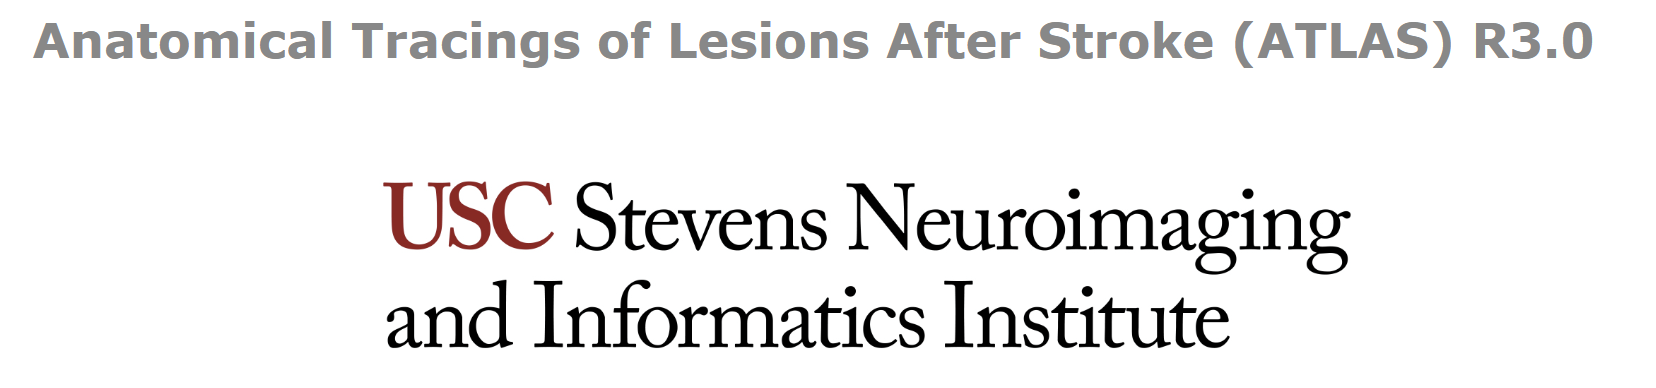 Anatomical Tracings of Lesions After Stroke (ATLAS) R3.0
USC Stevens Neuroimaging
and Informatics Institute